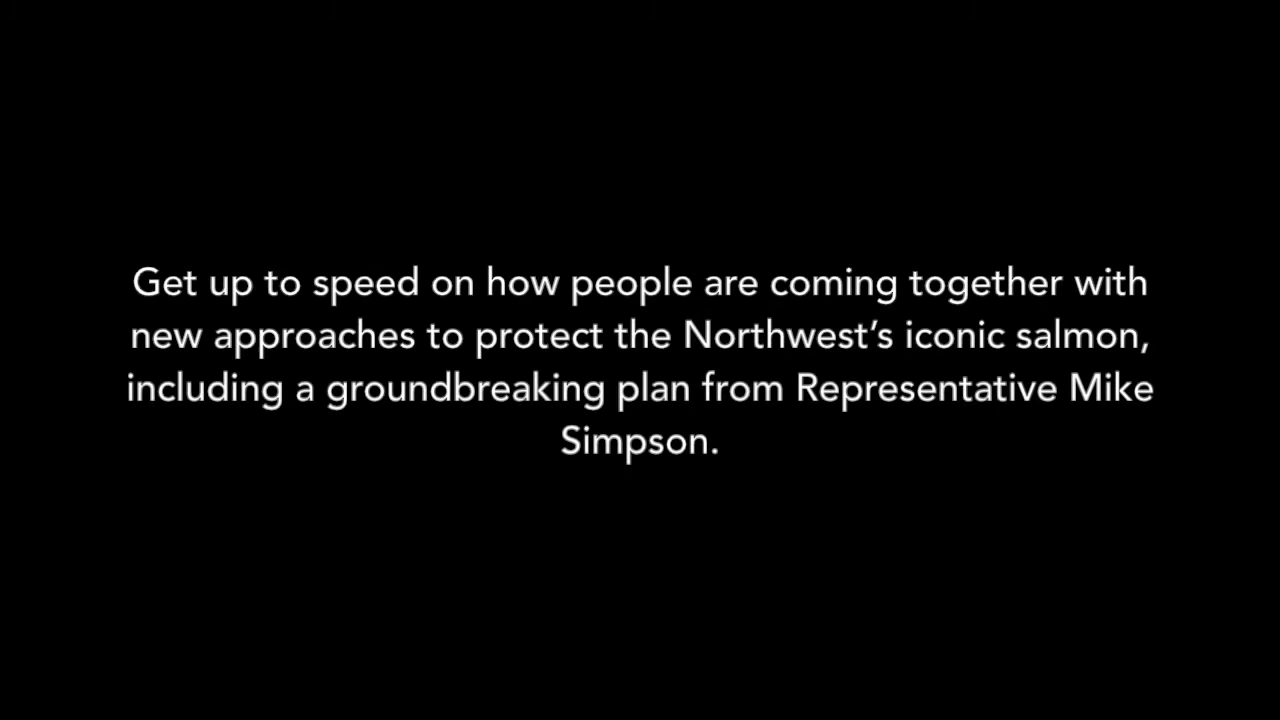 Get up to speed on how people are coming together with
new approaches to protect the Northwest’s iconic salmon,
including a groundbreaking plan from Representative Mike
Simpson.